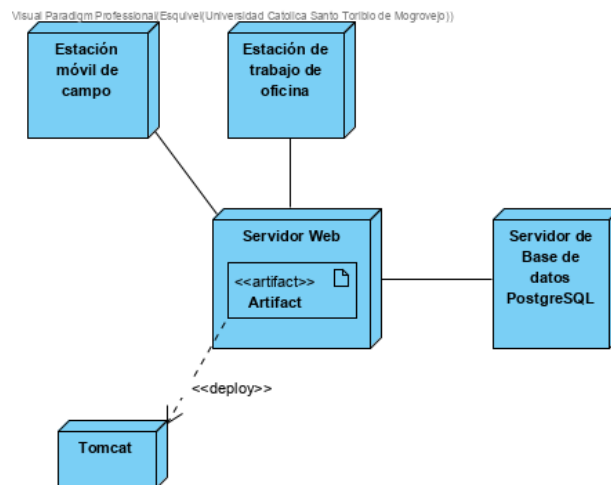 Visual Paradigm Professional(Esquivel(Universidad Catolica Santo Toribio de Mogrovejo))
Estación
móvil de
campo
Estación de
trabajo de
oficina
Servidor Web
<<artifact>>
Artifact
Servidor de
Base de
datos
PostgreSQL
<<deploy>>
Tomcat